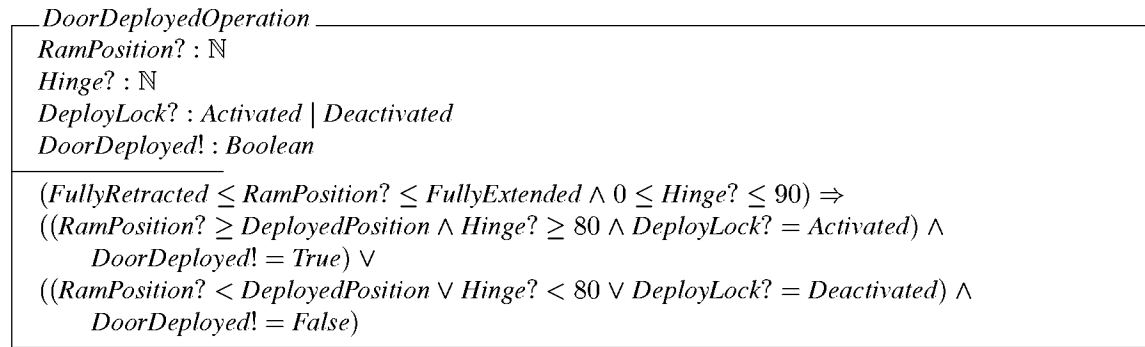 DoorDeployedOperation
RamPosition? : ℕ
Hinge? : ℕ
DeployLock? : Activated | Deactivated
DoorDeployed! : Boolean
(FullyRetracted ≤ RamPosition? ≤ FullyExtended ∧ 0 ≤ Hinge? ≤ 90) ⇒
((RamPosition? ≥ DeployedPosition ∧ Hinge? ≥ 80 ∧ DeployLock? = Activated) ∧
DoorDeployed! = True) ∨
((RamPosition? < DeployedPosition ∨ Hinge? < 80 ∨ DeployLock? = Deactivated) ∧
DoorDeployed! = False)